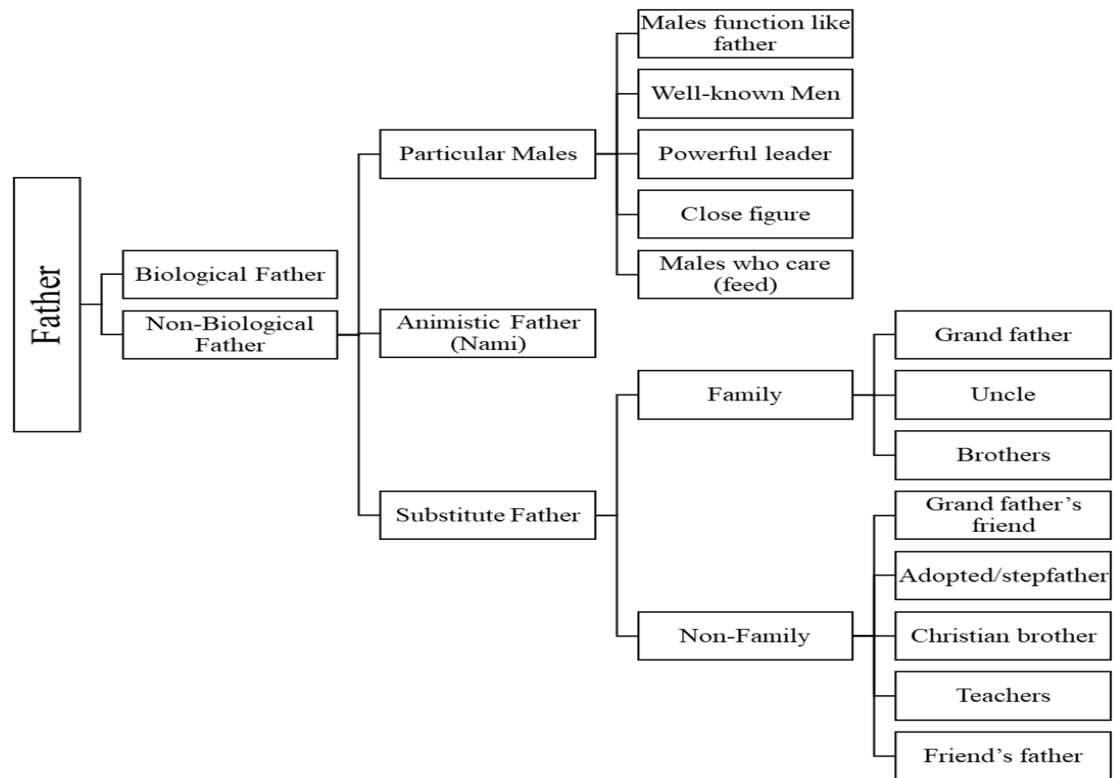 Father
Biological Father
Non-Biological
Father
Particular Males
Males function like
father
Well-known Men
Powerful leader
Close figure
Males who care
(feed)
Animistic Father
(Nami)
Substitute Father
Family
Grand father
Uncle
Brothers
Non-Family
Grand father’s
friend
Adopted/stepfather
Christian brother
Teachers
Friend’s father